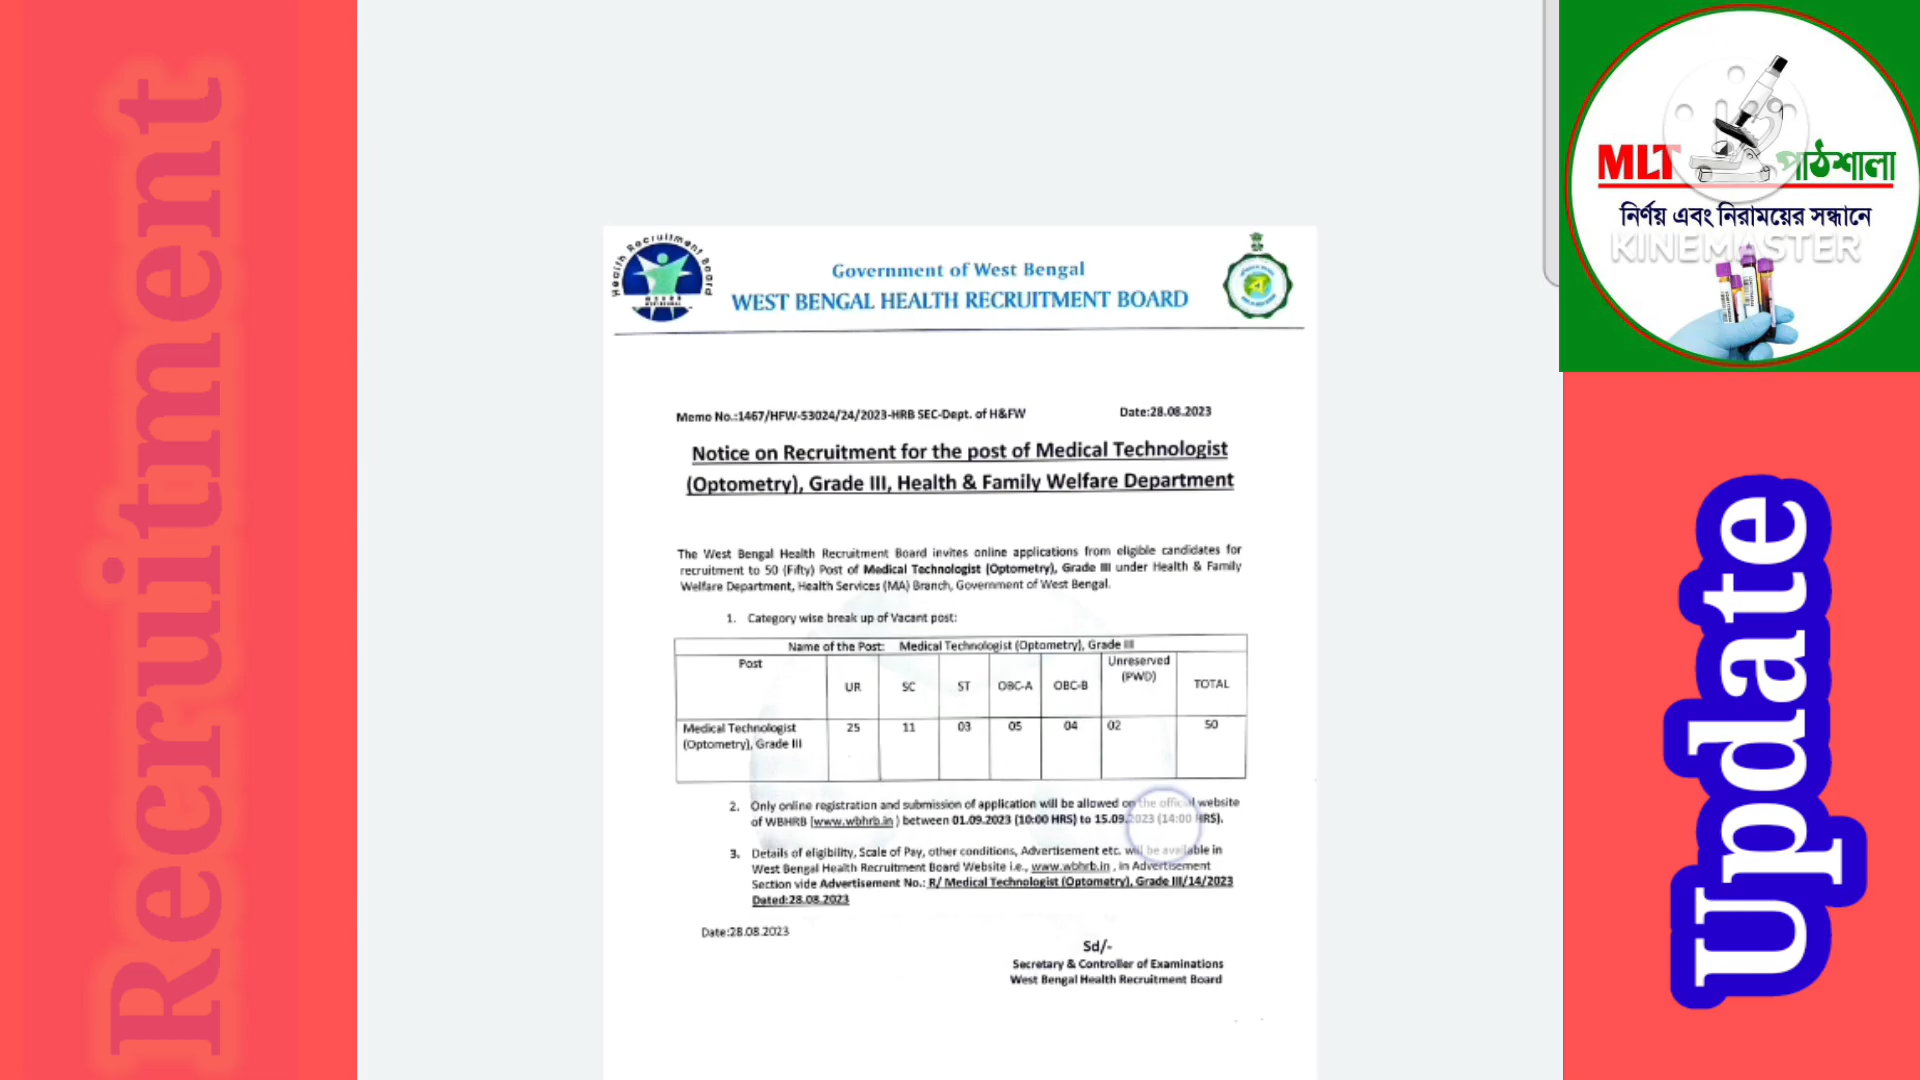 Recruitment
Health Recruitment Board
Government of West Bengal
WEST BENGAL HEALTH RECRUITMENT BOARD
Memo No.:1467/HFW-53024/24/2023-HRB SEC-Dept. of H&FW Date:28.08.2023
Notice on Recruitment for the post of Medical Technologist
(Optometry), Grade III, Health & Family Welfare Department
The West Bengal Health Recruitment Board invites online applications from eligible candidates for
recruitment to 50 (Fifty) Post of Medical Technologist (Optometry), Grade III under Health & Family
Welfare Department, Health Services (MA) Branch, Government of West Bengal.
1. Category wise break up of Vacant post:
Name of the Post: Medical Technologist (Optometry), Grade III
Post UR SC ST OBC-A OBC-B Unreserved (PWD) TOTAL
Medical Technologist 25 11 03 05 04 02 50
(Optometry), Grade III
2. Only online registration and submission of application will be allowed on the official website
of WBHRB (www.wbhrb.in ) between 01.09.2023 (10:00 HRS) to 15.09.2023 (14:00 HRS).
3. Details of eligibility, Scale of Pay, other conditions, Advertisement etc. will be available in
West Bengal Health Recruitment Board Website i.e., www.wbhrb.in , in Advertisement
Section vide Advertisement No.: R/ Medical Technologist (Optometry), Grade III/14/2023
Dated:28.08.2023
Date:28.08.2023
Sd/-
Secretary & Controller of Examinations
West Bengal Health Recruitment Board
MLT পাঠশালা
নির্ণয় এবং নিরাময়ের সন্ধানে
KINEMASTER
Update